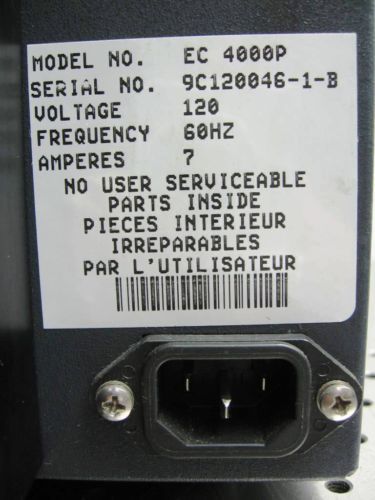 MODEL NO. EC 4000P
SERIAL NO. 9C120046-1-B
VOLTAGE 120
FREQUENCY 60HZ
AMPERES 7
NO USER SERVICEABLE
PARTS INSIDE
PIECES INTERIEUR
IRREPARABLES
PAR L'UTILISATEUR